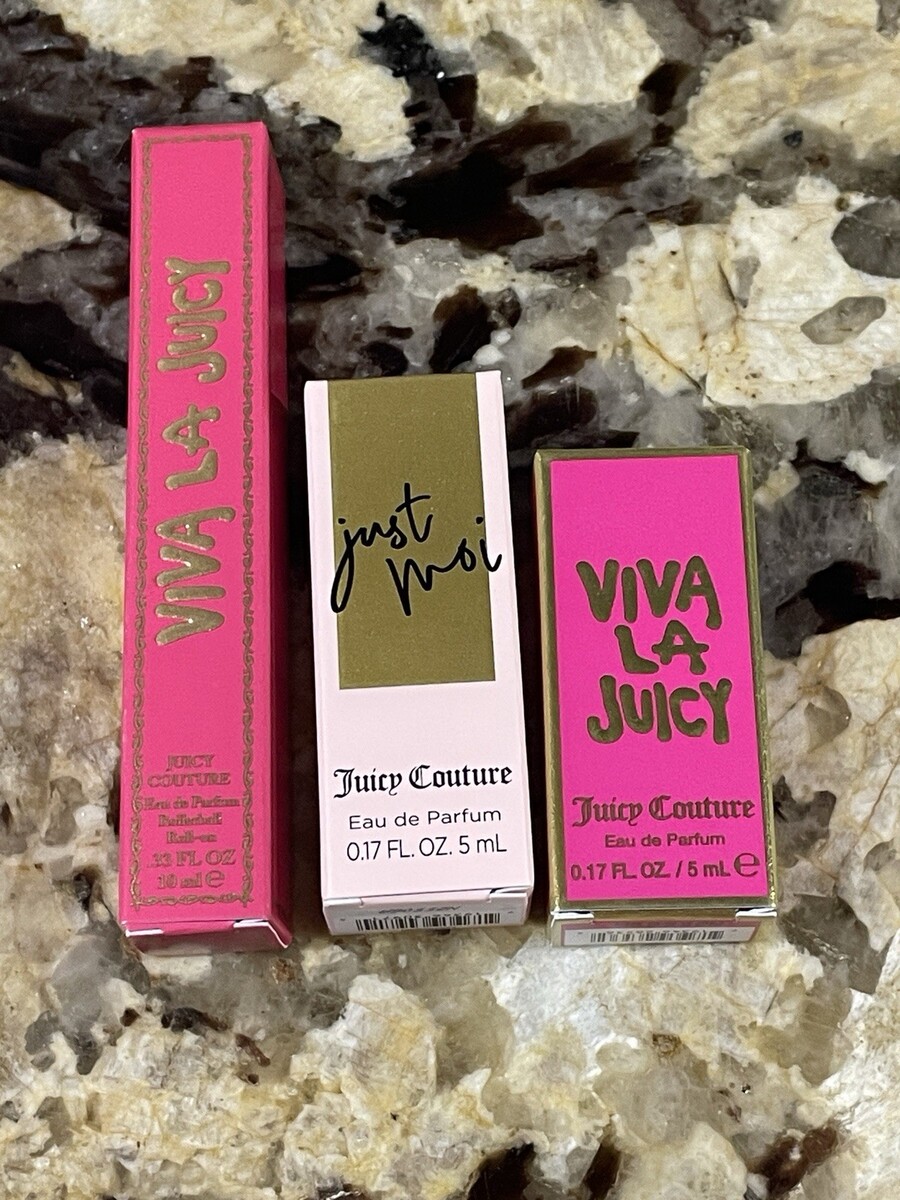 VIVA LA JUICY
JUICY
COUTURE
Eau de Parfum
Rollerball
Roll-on
.33 FL OZ
10 ml e
just
moi
Juicy Couture
Eau de Parfum
0.17 FL. OZ. 5 mL
VIVA
LA
JUICY
Juicy Couture
Eau de Parfum
0.17 FL. OZ. / 5 mL e